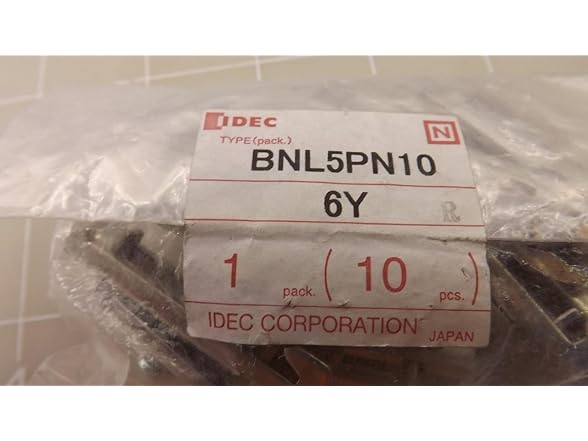 IDEC
N
TYPE(pack.)
BNL5PN10
6Y R
1 pack. ( 10 pcs. )
IDEC CORPORATION JAPAN